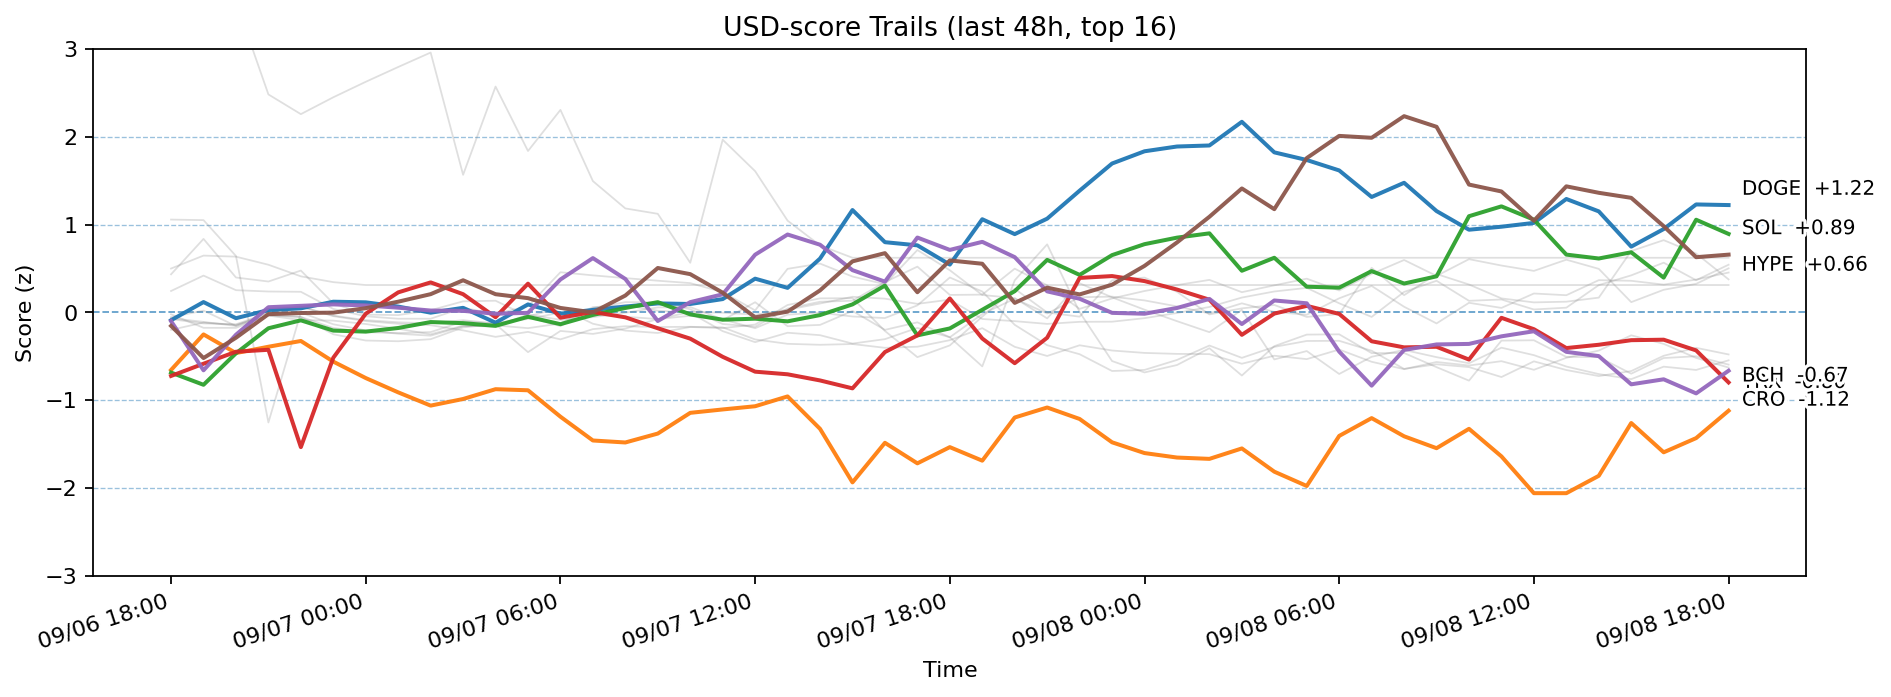 USD-score Trails (last 48h, top 16)
Score (z)
3
2
1
0
−1
−2
−3
DOGE +1.22
SOL +0.89
HYPE +0.66
BCH -0.67
CRO -1.12
09/06 18:00
09/07 00:00
09/07 06:00
09/07 12:00
09/07 18:00
09/08 00:00
09/08 06:00
09/08 12:00
09/08 18:00
Time